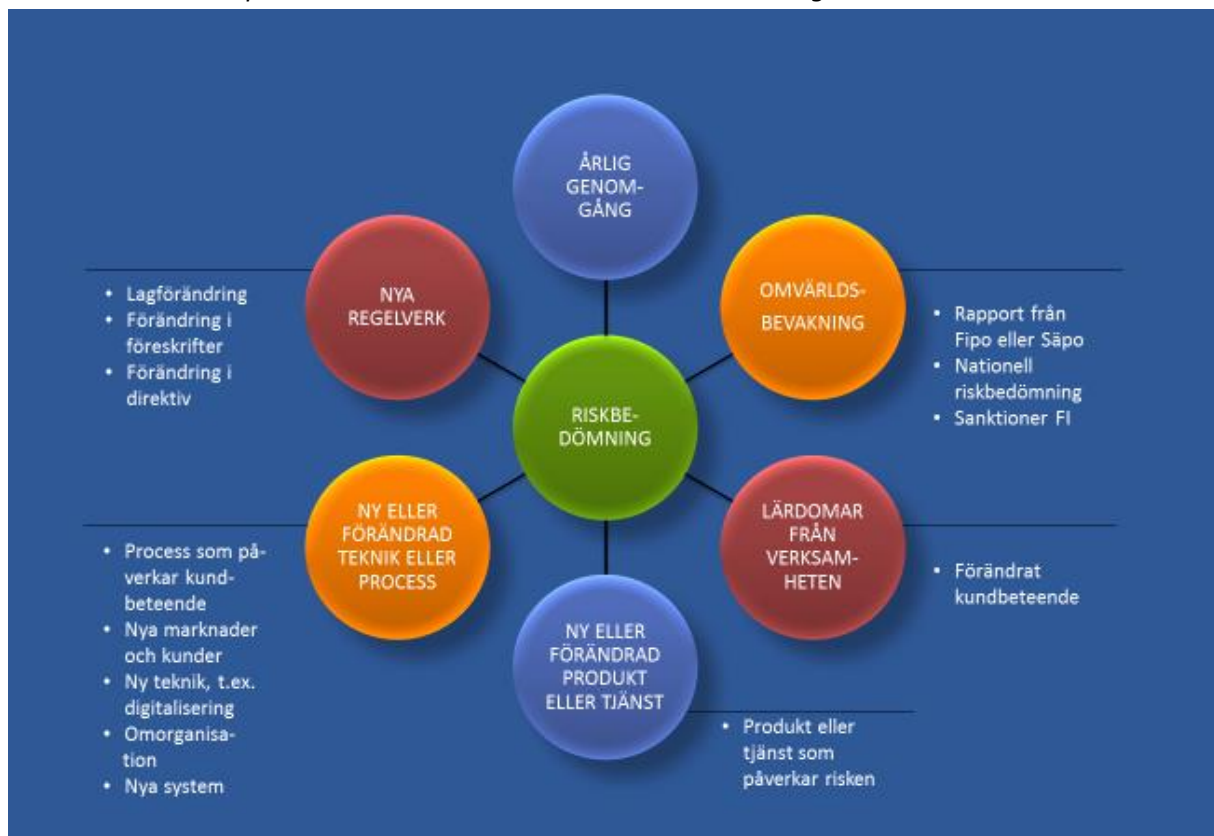 ÅRLIG
GENOM-
GÅNG
NYA
REGELVERK
• Lagförändring
• Förändring i
föreskrifter
• Förändring i
direktiv
OMVÄRLDS-
BEVAKNING
• Rapport från
Fipo eller Säpo
• Nationell
riskbedömning
• Sanktioner FI
RISKBE-
DÖMNING
NY ELLER
FÖRÄNDRAD
TEKNIK ELLER
PROCESS
• Process som på-
verkar kund-
beteende
• Nya marknader
och kunder
• Ny teknik, t.ex.
digitalisering
• Omorganisa-
tion
• Nya system
LÄRDOMAR
FRÅN
VERKSAM-
HETEN
• Förändrat
kundbeteende
NY ELLER
FÖRÄNDRAD
PRODUKT
ELLER TJÄNST
• Produkt eller
tjänst som
påverkar risken